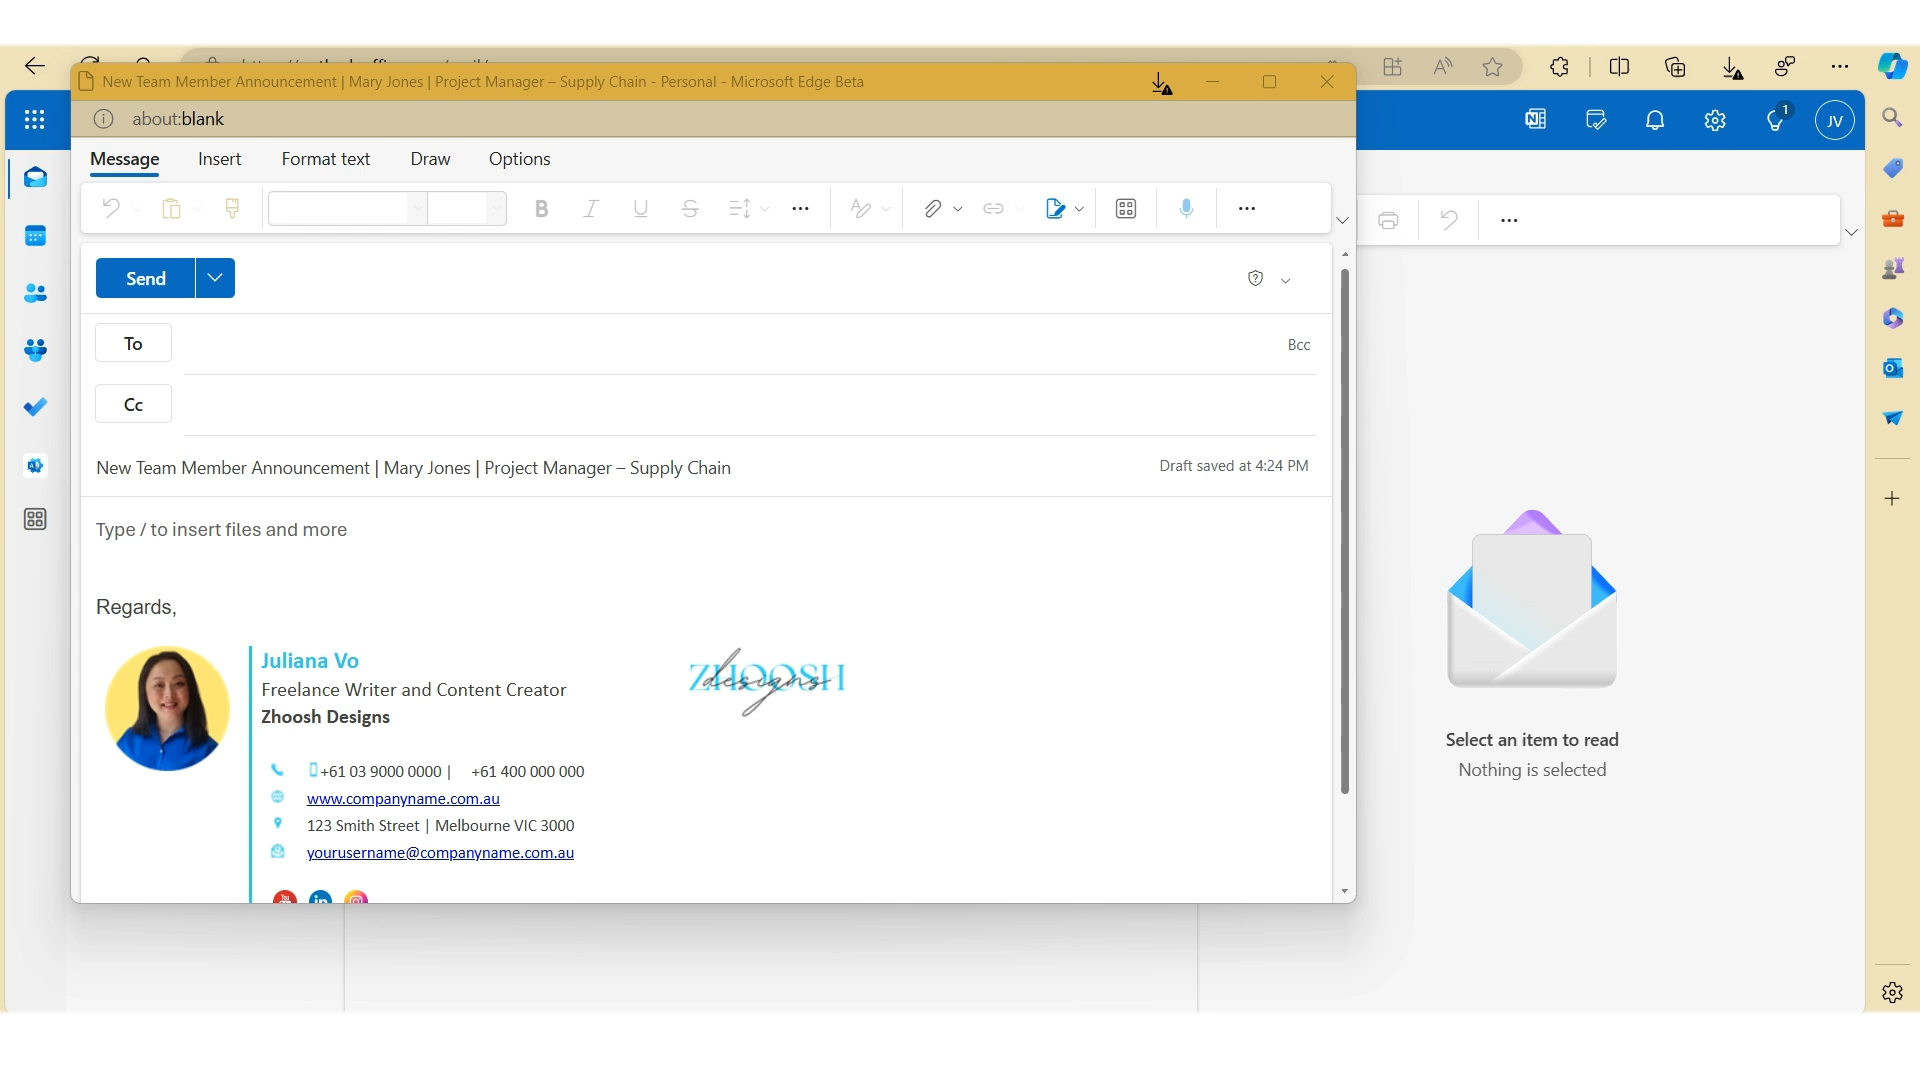 New Team Member Announcement | Mary Jones | Project Manager – Supply Chain - Personal - Microsoft Edge Beta
about:blank
1
JV
Message Insert Format text Draw Options
Send
To
Bcc
Cc
New Team Member Announcement | Mary Jones | Project Manager – Supply Chain
Draft saved at 4:24 PM
Type / to insert files and more
Regards,
Juliana Vo
Freelance Writer and Content Creator
Zhoosh Designs
ZHOOSH
designs
+61 03 9000 0000 | +61 400 000 000
www.companyname.com.au
123 Smith Street | Melbourne VIC 3000
yourusername@companyname.com.au
You
in
Select an item to read
Nothing is selected